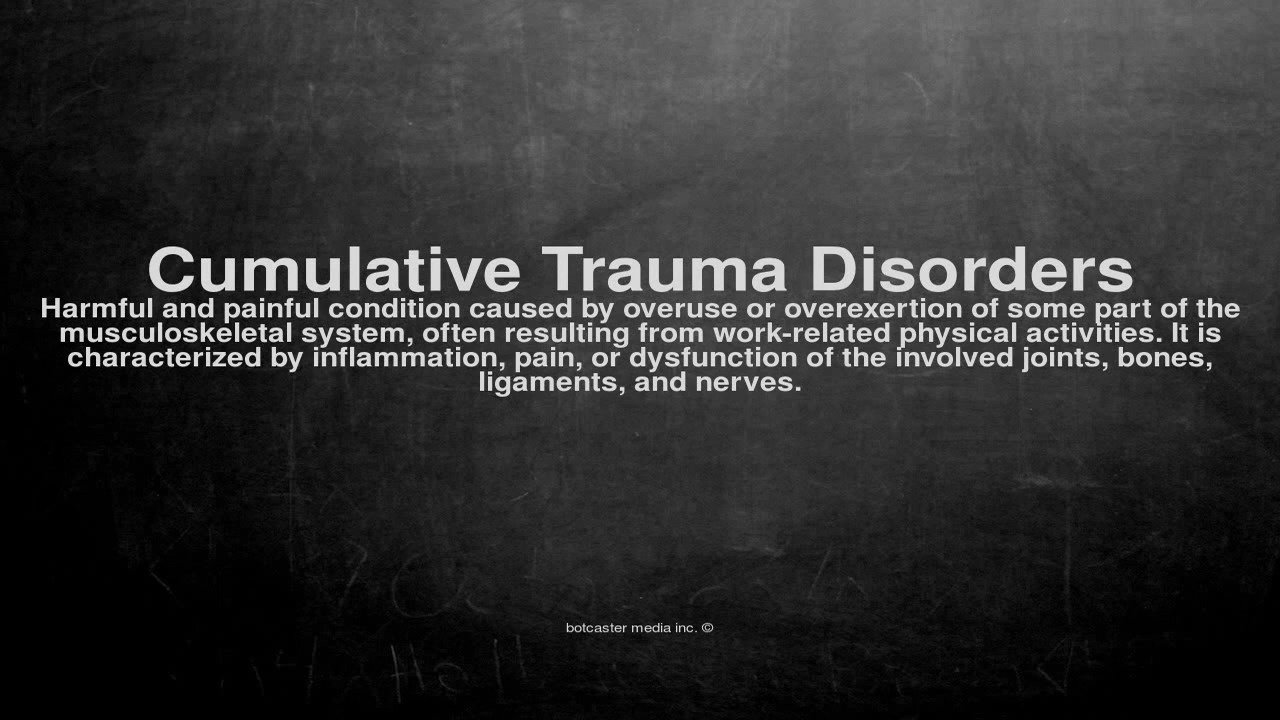 Cumulative Trauma Disorders
Harmful and painful condition caused by overuse or overexertion of some part of the
musculoskeletal system, often resulting from work-related physical activities. It is
characterized by inflammation, pain, or dysfunction of the involved joints, bones,
ligaments, and nerves.
botcaster media inc. ©